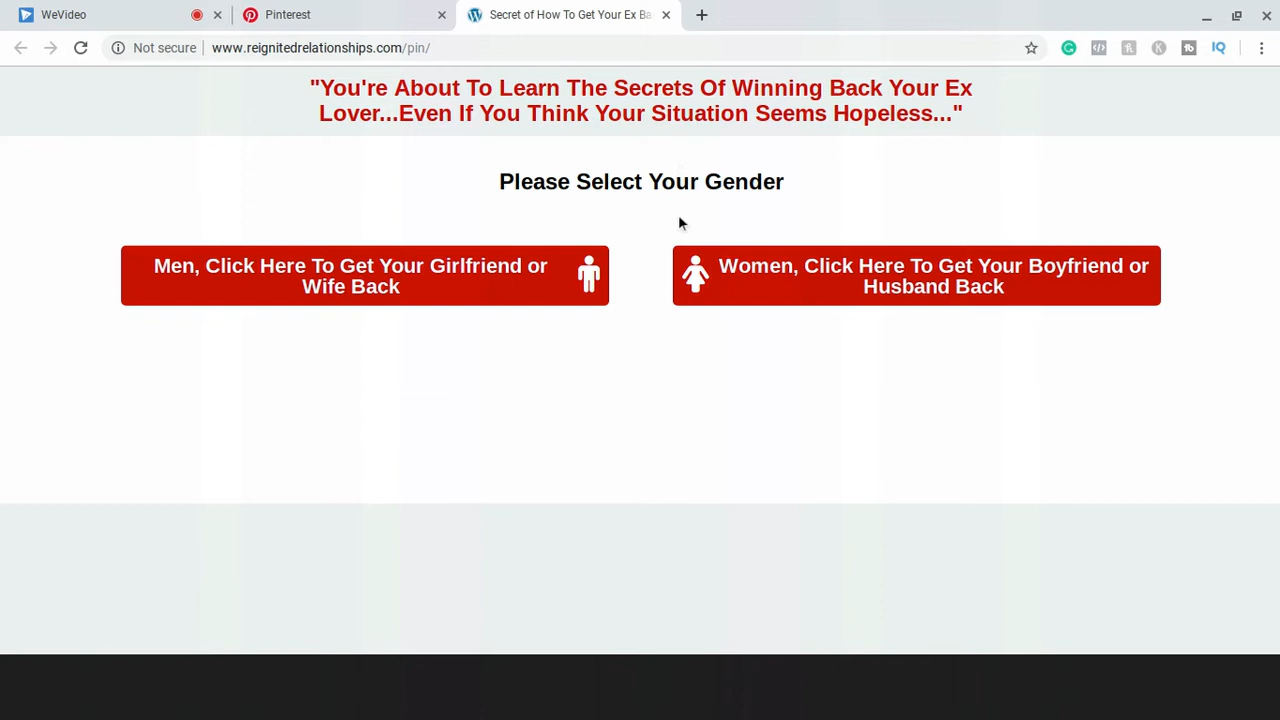 WeVideo
Pinterest
Secret of How To Get Your Ex Ba
Not secure
www.reignitedrelationships.com/pin/
IQ
"You're About To Learn The Secrets Of Winning Back Your Ex
Lover...Even If You Think Your Situation Seems Hopeless..."
Please Select Your Gender
Men, Click Here To Get Your Girlfriend or
Wife Back
Women, Click Here To Get Your Boyfriend or
Husband Back